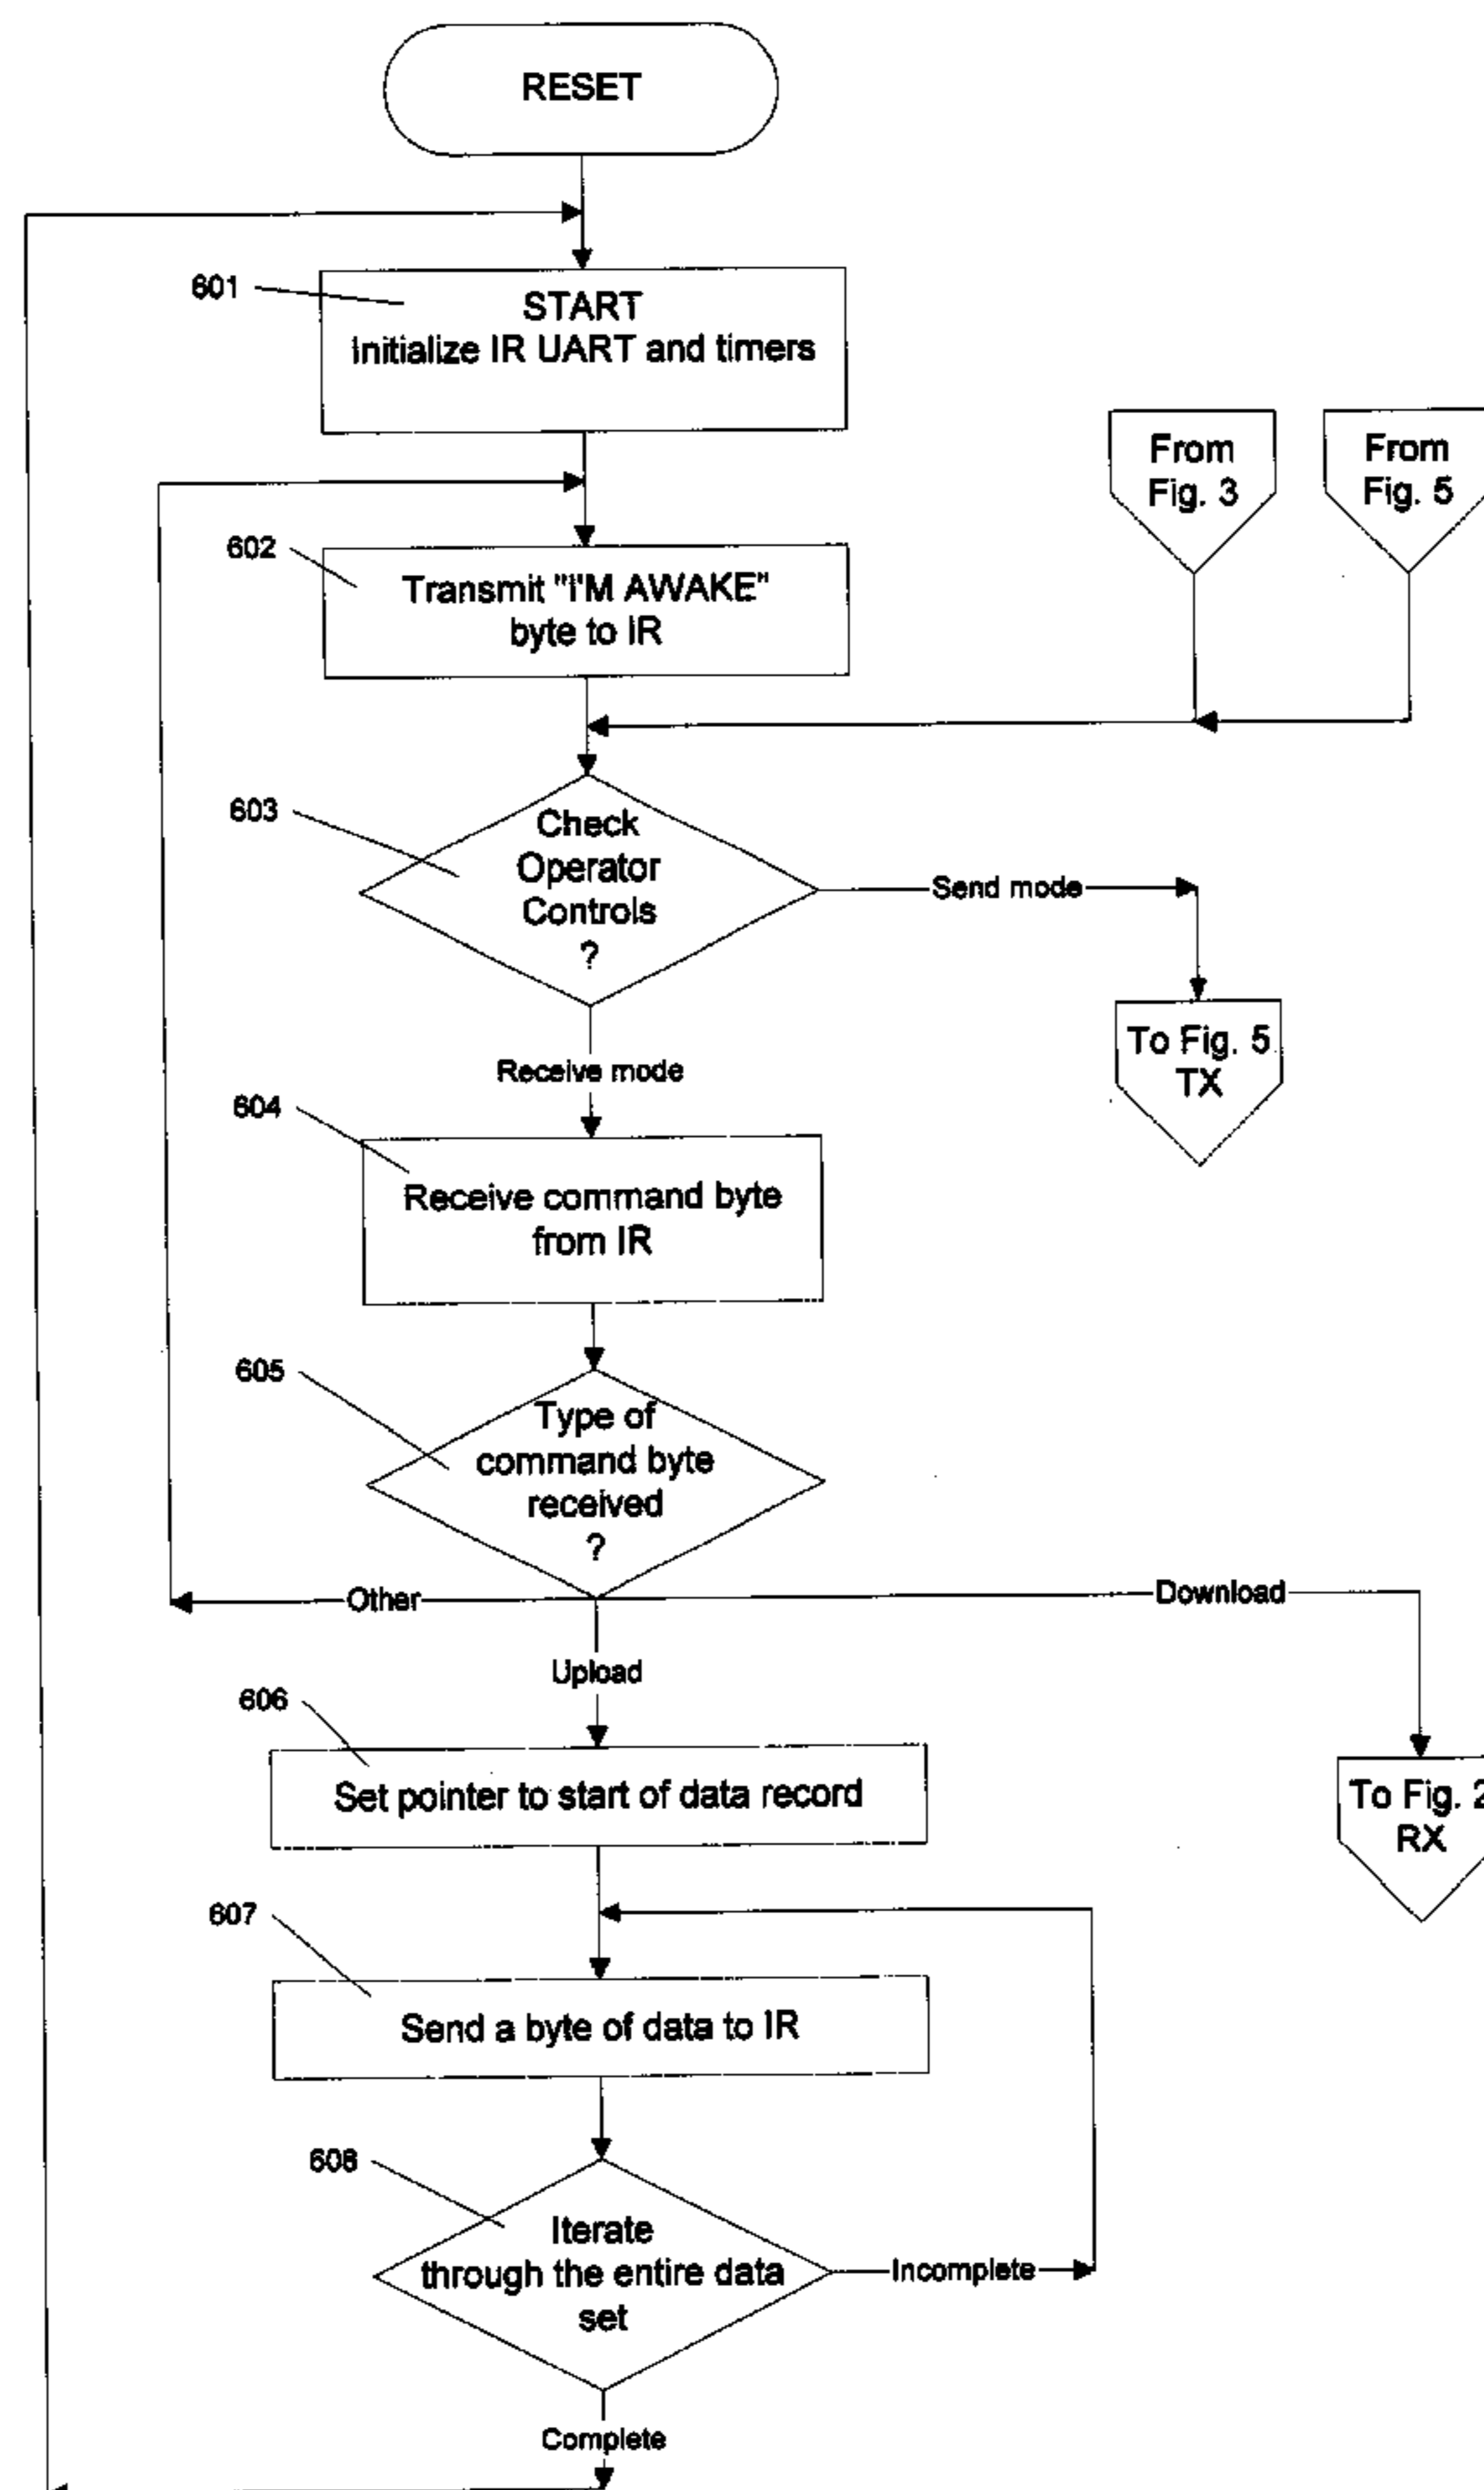 RESET
601
START
Initialize IR UART and timers
From
Fig. 3
From
Fig. 5
602
Transmit "I'M AWAKE"
byte to IR
603
Check
Operator
Controls
?
Send mode
To Fig. 5
TX
Receive mode
604
Receive command byte
from IR
605
Type of
command byte
received
?
Other
Download
Upload
606
Set pointer to start of data record
To Fig. 2
RX
607
Send a byte of data to IR
608
Iterate
through the entire data
set
Incomplete
Complete